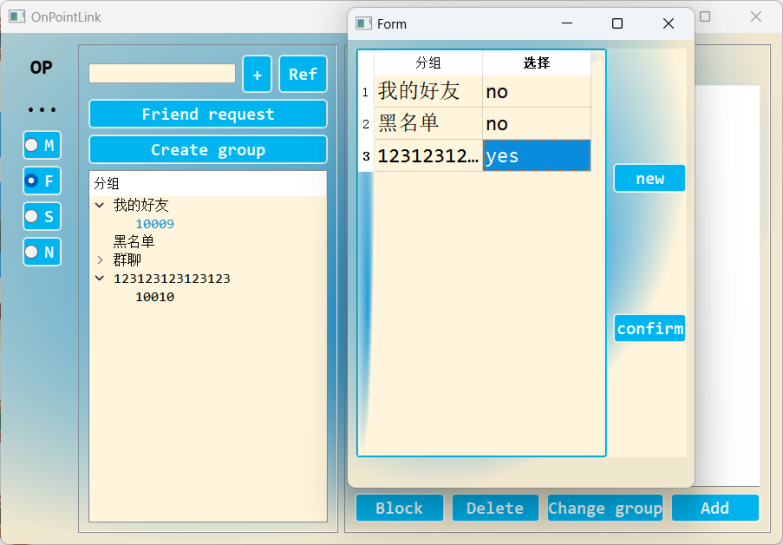 OnPointLink
OP
...
M
F
S
N
+
Ref
Friend request
Create group
分组
我的好友
10009
黑名单
群聊
123123123123123
10010
Form
分组 选择
1 我的好友 no
2 黑名单 no
3 12312312... yes
new
confirm
Block
Delete
Change group
Add